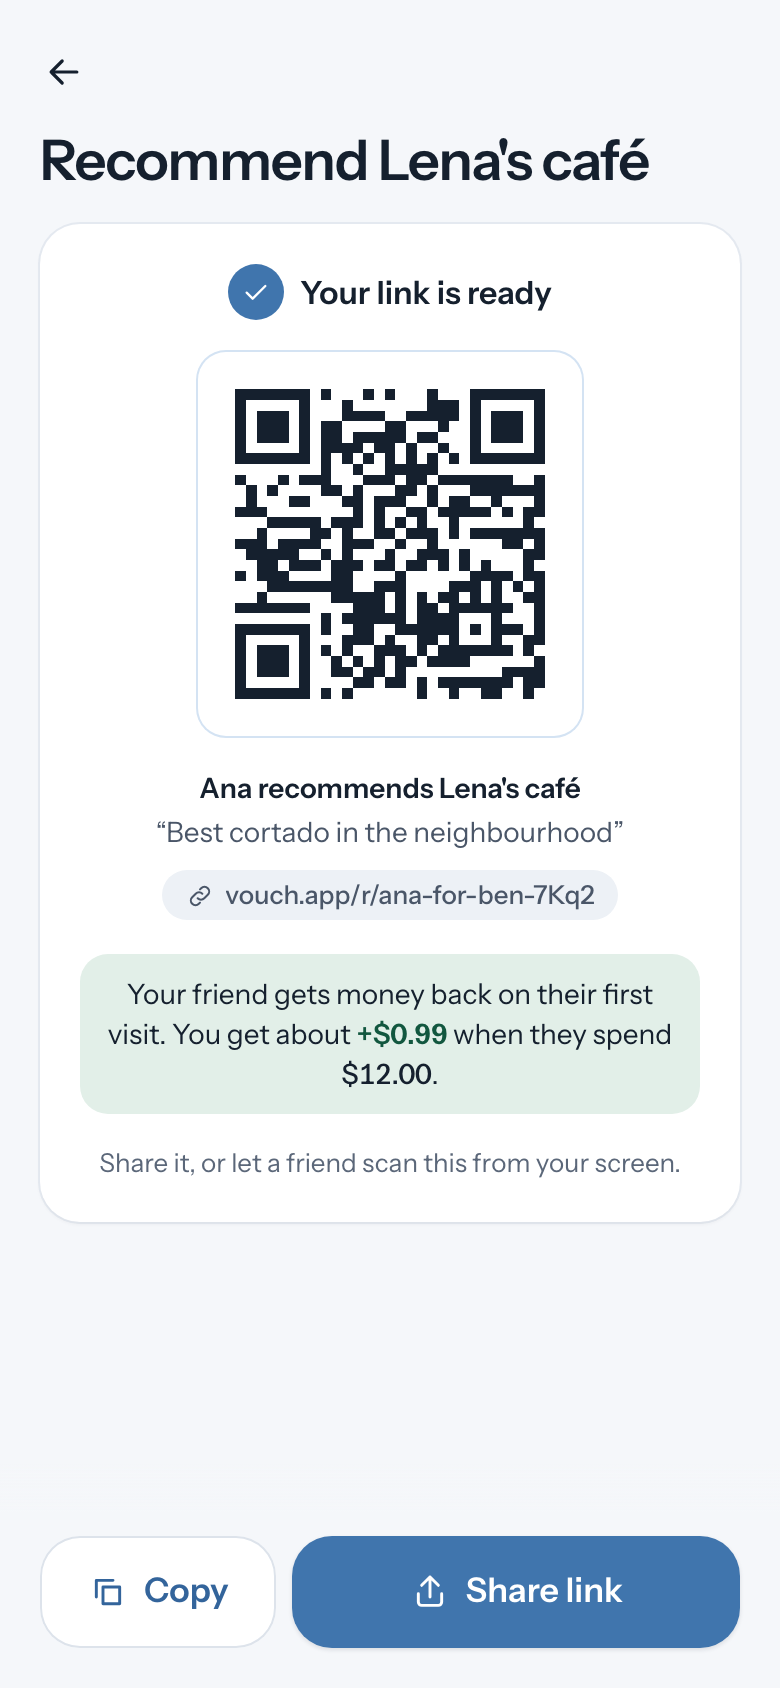 Recommend Lena's café
Your link is ready
Ana recommends Lena's café
“Best cortado in the neighbourhood”
vouch.app/r/ana-for-ben-7Kq2
Your friend gets money back on their first
visit. You get about +$0.99 when they spend
$12.00.
Share it, or let a friend scan this from your screen.
Copy
Share link